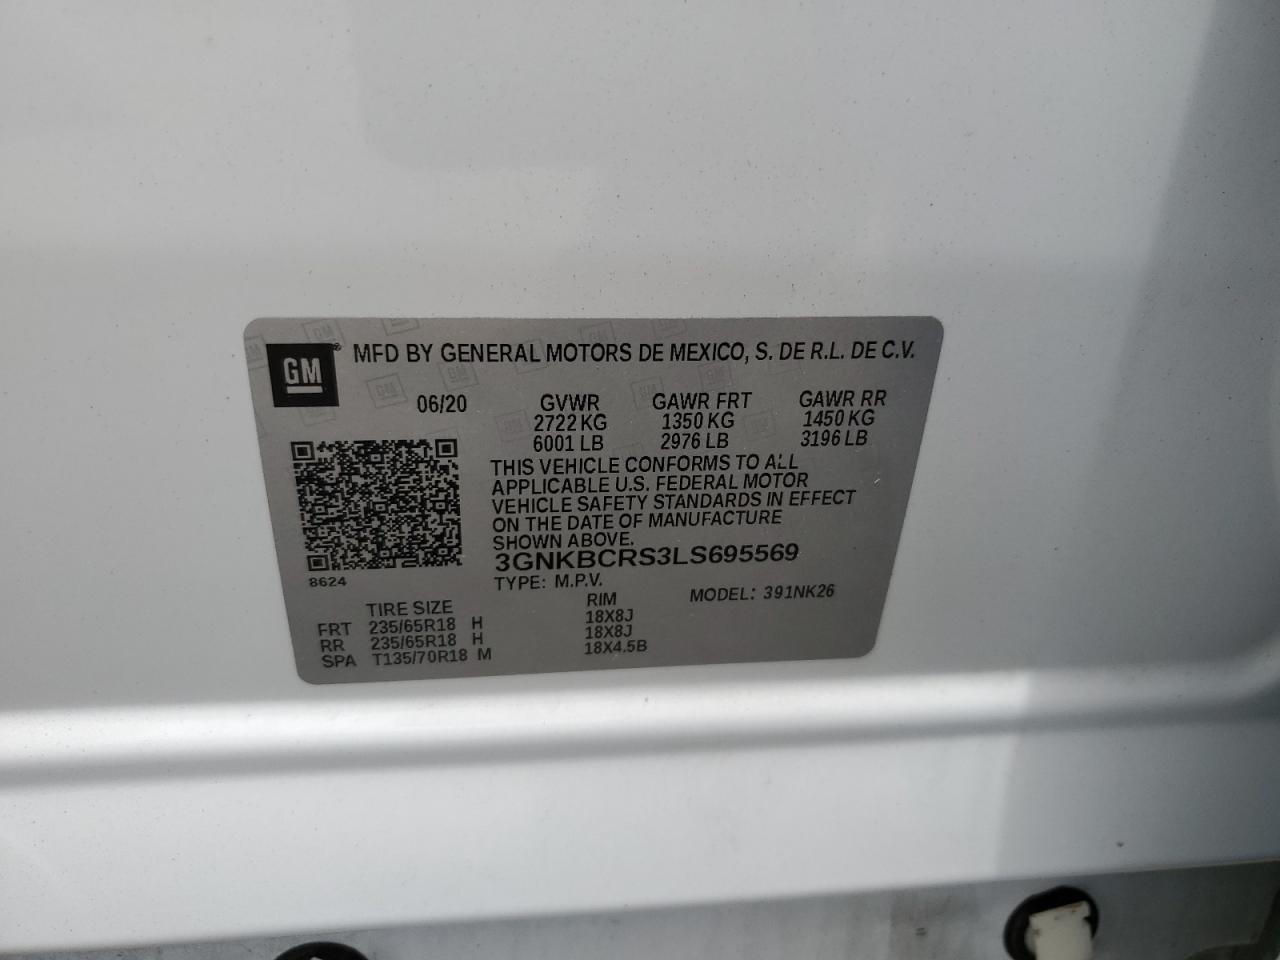 GM ® MFD BY GENERAL MOTORS DE MEXICO, S. DE R.L. DE C.V.
06/20 GVWR GAWR FRT GAWR RR
2722 KG 1350 KG 1450 KG
6001 LB 2976 LB 3196 LB
THIS VEHICLE CONFORMS TO ALL
APPLICABLE U.S. FEDERAL MOTOR
VEHICLE SAFETY STANDARDS IN EFFECT
ON THE DATE OF MANUFACTURE
SHOWN ABOVE.
3GNKBCRS3LS695569
8624 TYPE: M.P.V. MODEL: 391NK26
TIRE SIZE RIM
FRT 235/65R18 H 18X8J
RR 235/65R18 H 18X8J
SPA T135/70R18 M 18X4.5B